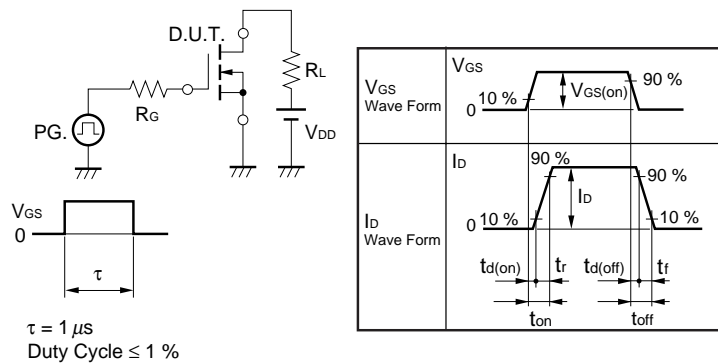 D.U.T.
RL
RG
PG.
VDD
VGS
0
τ
τ = 1 μs
Duty Cycle ≤ 1 %
VGS
Wave Form
VGS
10 %
0
VGS(on)
90 %
ID
Wave Form
ID
90 %
90 %
ID
0
10 %
10 %
td(on)
tr
td(off)
tf
ton
toff